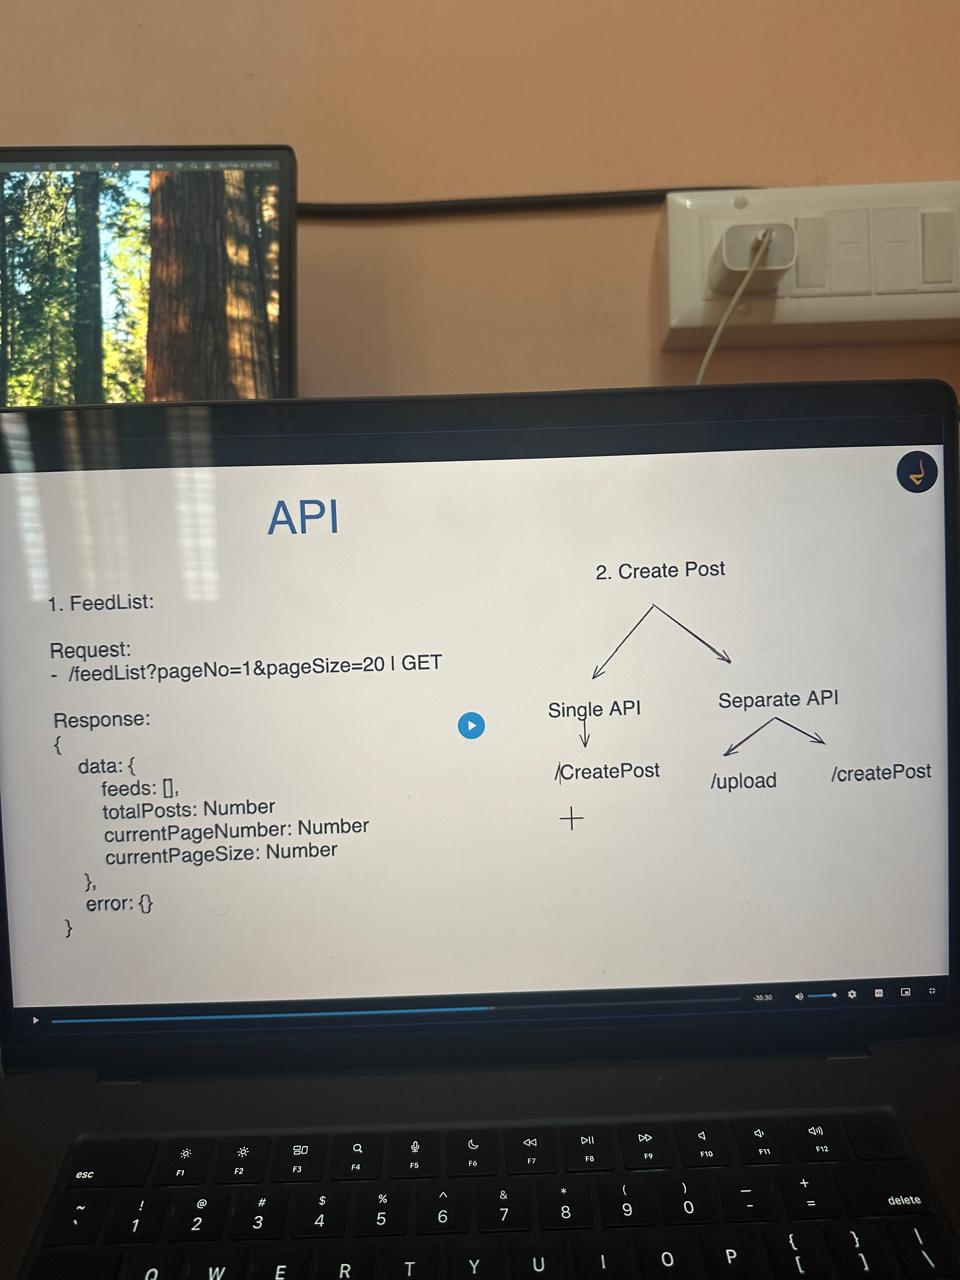 API
1. FeedList:
Request:
- /feedList?pageNo=1&pageSize=20 | GET
Response:
{
data: {
feeds: [],
totalPosts: Number
currentPageNumber: Number
currentPageSize: Number
},
error: {}
}
2. Create Post
Single API
Separate API
/CreatePost
/upload
/createPost
-35:30
esc
F1
F2
F3
F4
F5
F6
F7
F8
F9
F10
F11
F12
~ `
! 1
@ 2
# 3
$ 4
% 5
^ 6
& 7
* 8
( 9
) 0
— -
+ =
delete
Q W E R T Y U I O P { [ } ] | \